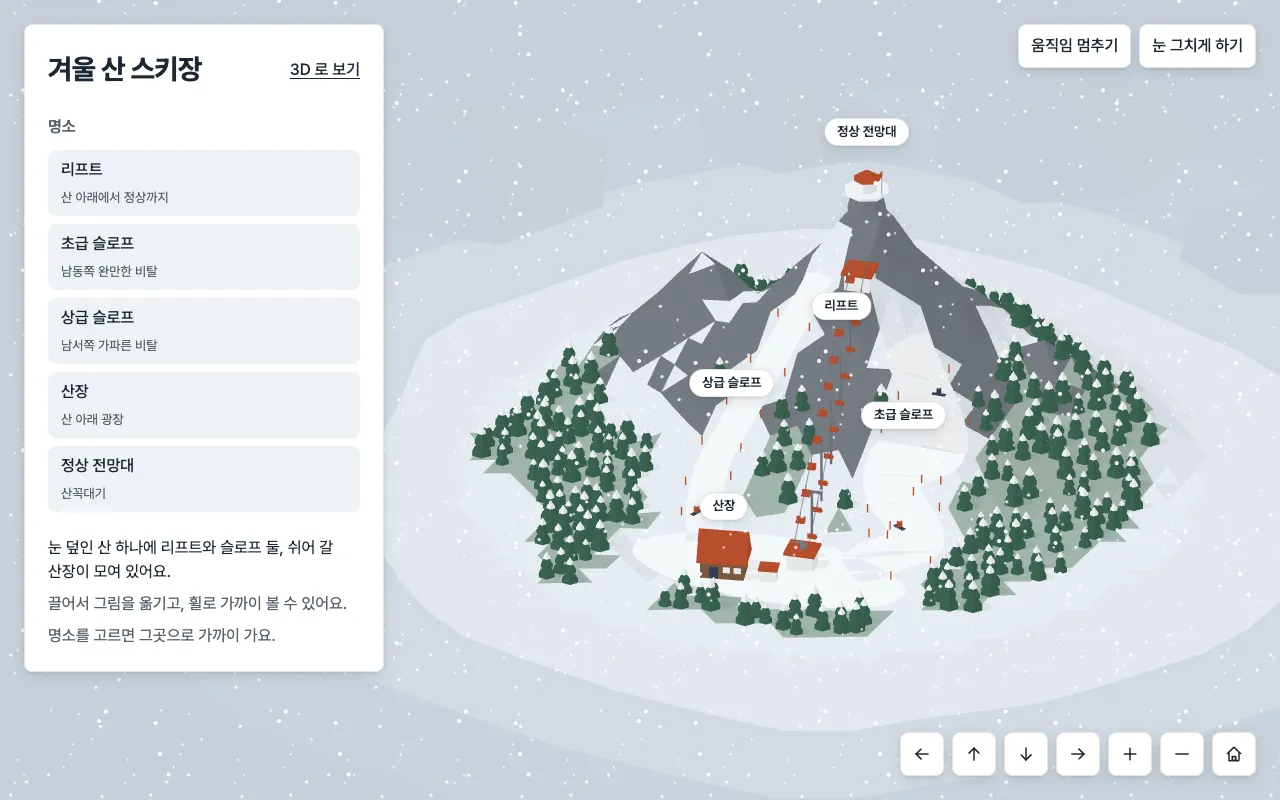 겨울 산 스키장
3D 로 보기
명소
리프트
산 아래에서 정상까지
초급 슬로프
남동쪽 완만한 비탈
상급 슬로프
남서쪽 가파른 비탈
산장
산 아래 광장
정상 전망대
산꼭대기
눈 덮인 산 하나에 리프트와 슬로프 둘, 쉬어 갈
산장이 모여 있어요.
끌어서 그림을 옮기고, 휠로 가까이 볼 수 있어요.
명소를 고르면 그곳으로 가까이 가요.
움직임 멈추기
눈 그치게 하기
정상 전망대
리프트
상급 슬로프
초급 슬로프
산장